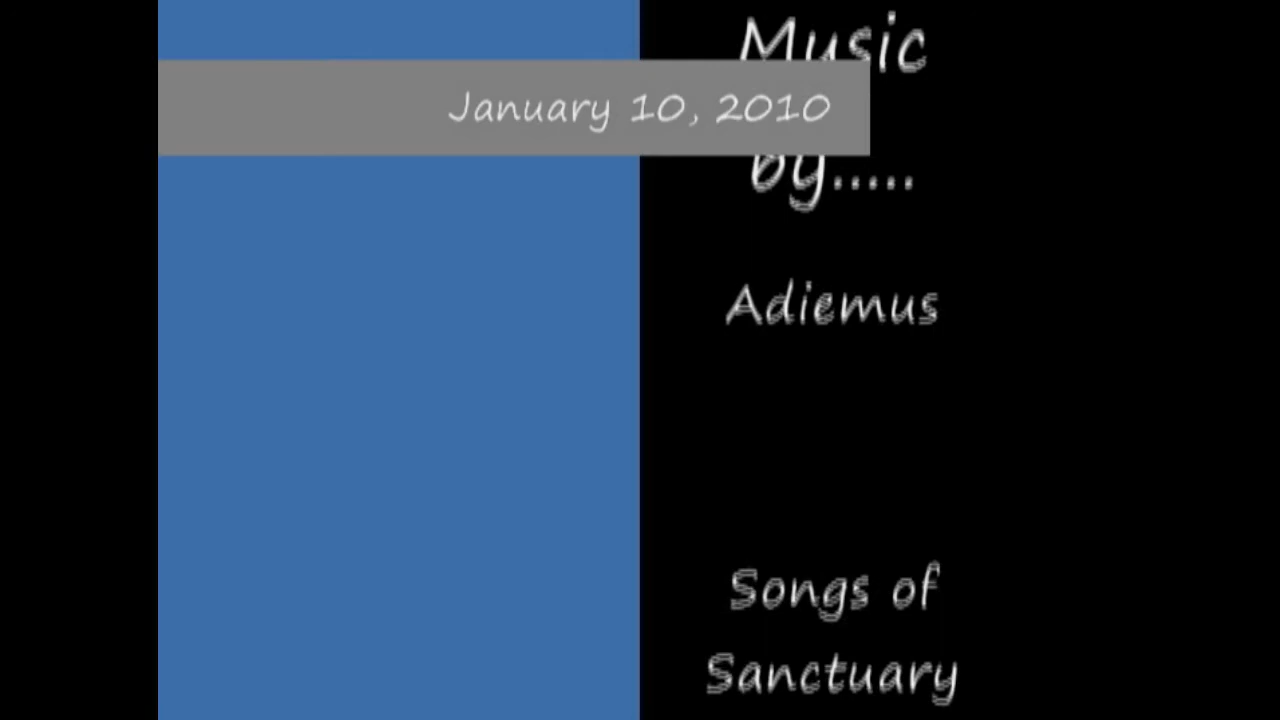 Music
January 10, 2010
by.....
Adiemus
Songs of
Sanctuary